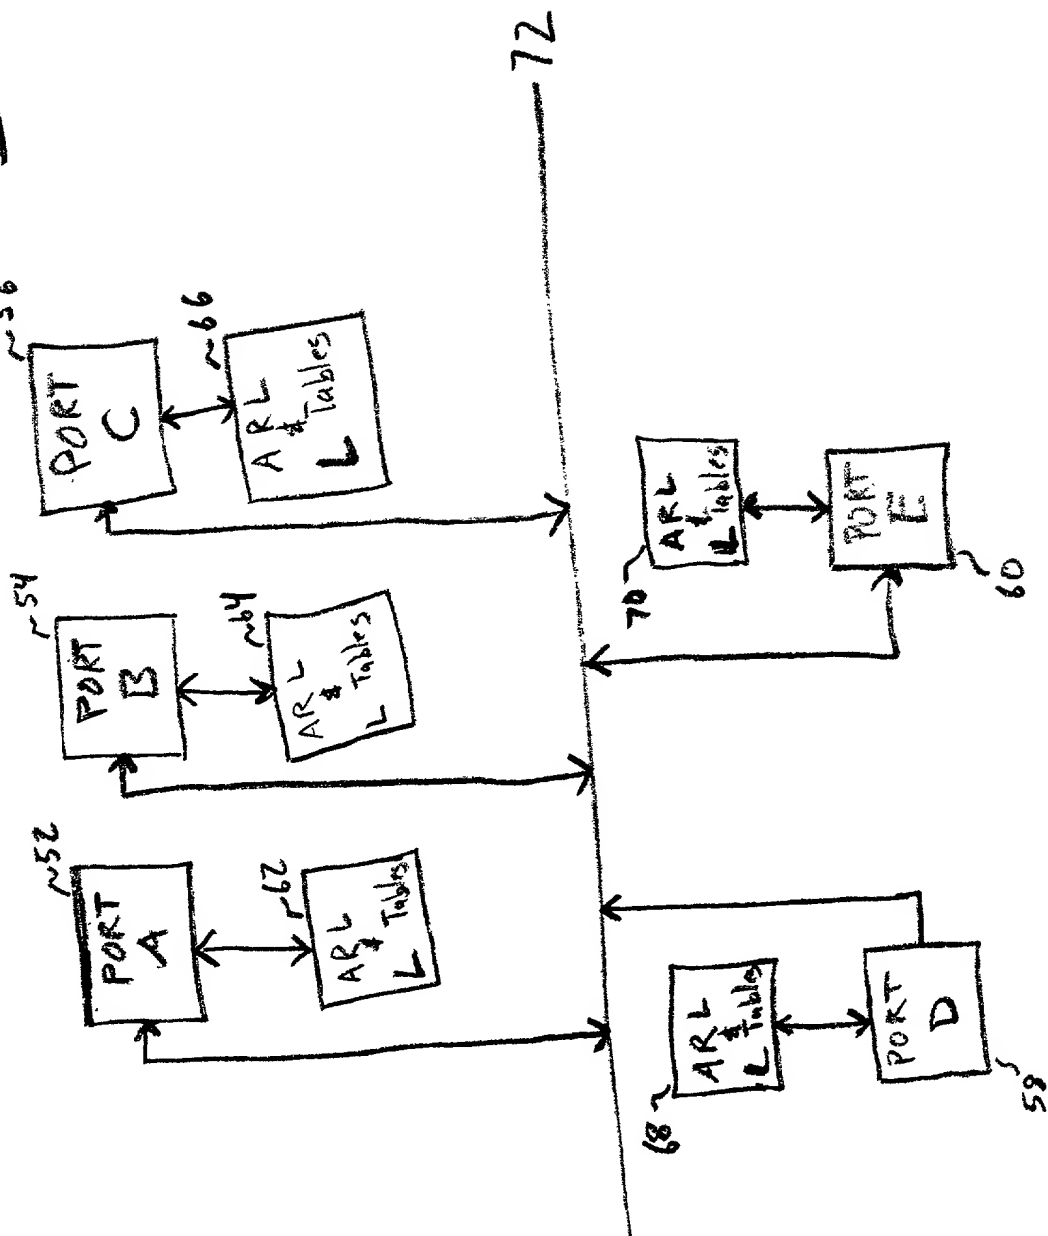 72
~56
PORT
C
~66
ARL
&
L Tables
~54
PORT
B
~64
ARL
&
L Tables
~52
PORT
A
~62
ARL
&
L Tables
70
ARL
&
L Tables
PORT
E
60
68
ARL
&
L Tables
PORT
D
58